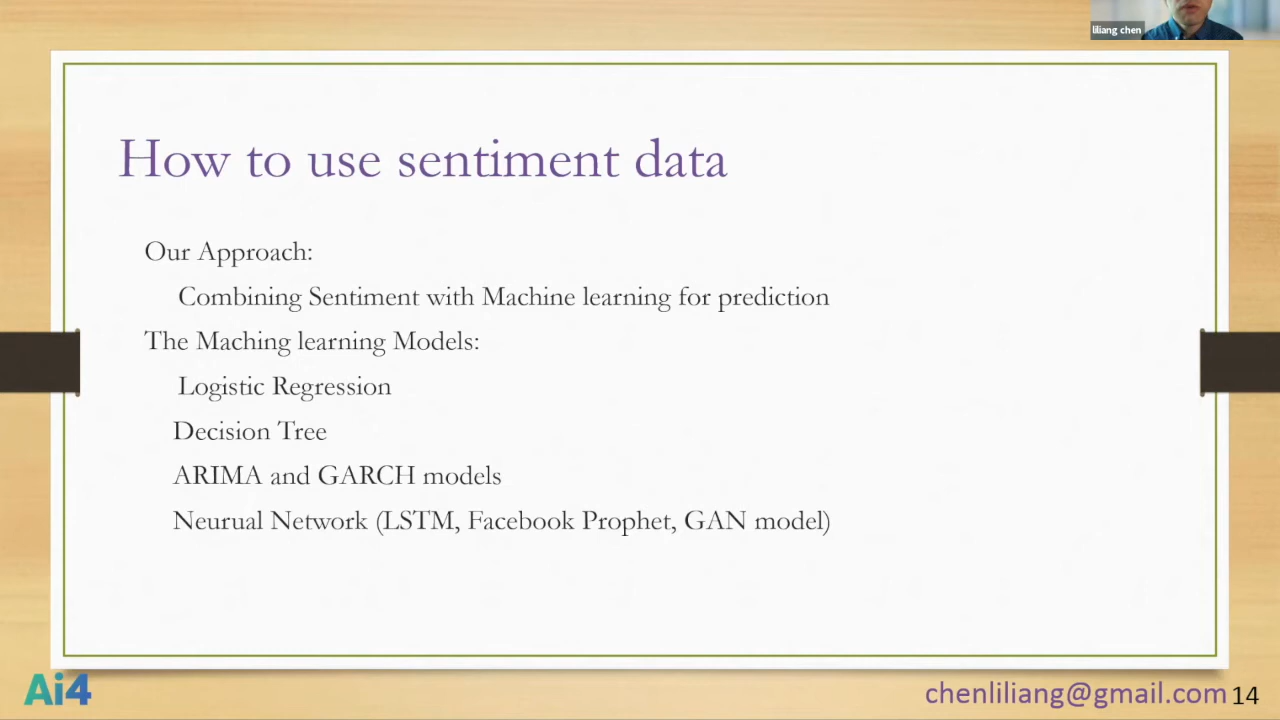 liliang chen
How to use sentiment data
Our Approach:
Combining Sentiment with Machine learning for prediction
The Maching learning Models:
Logistic Regression
Decision Tree
ARIMA and GARCH models
Neurual Network (LSTM, Facebook Prophet, GAN model)
Ai4
chenliliang@gmail.com 14